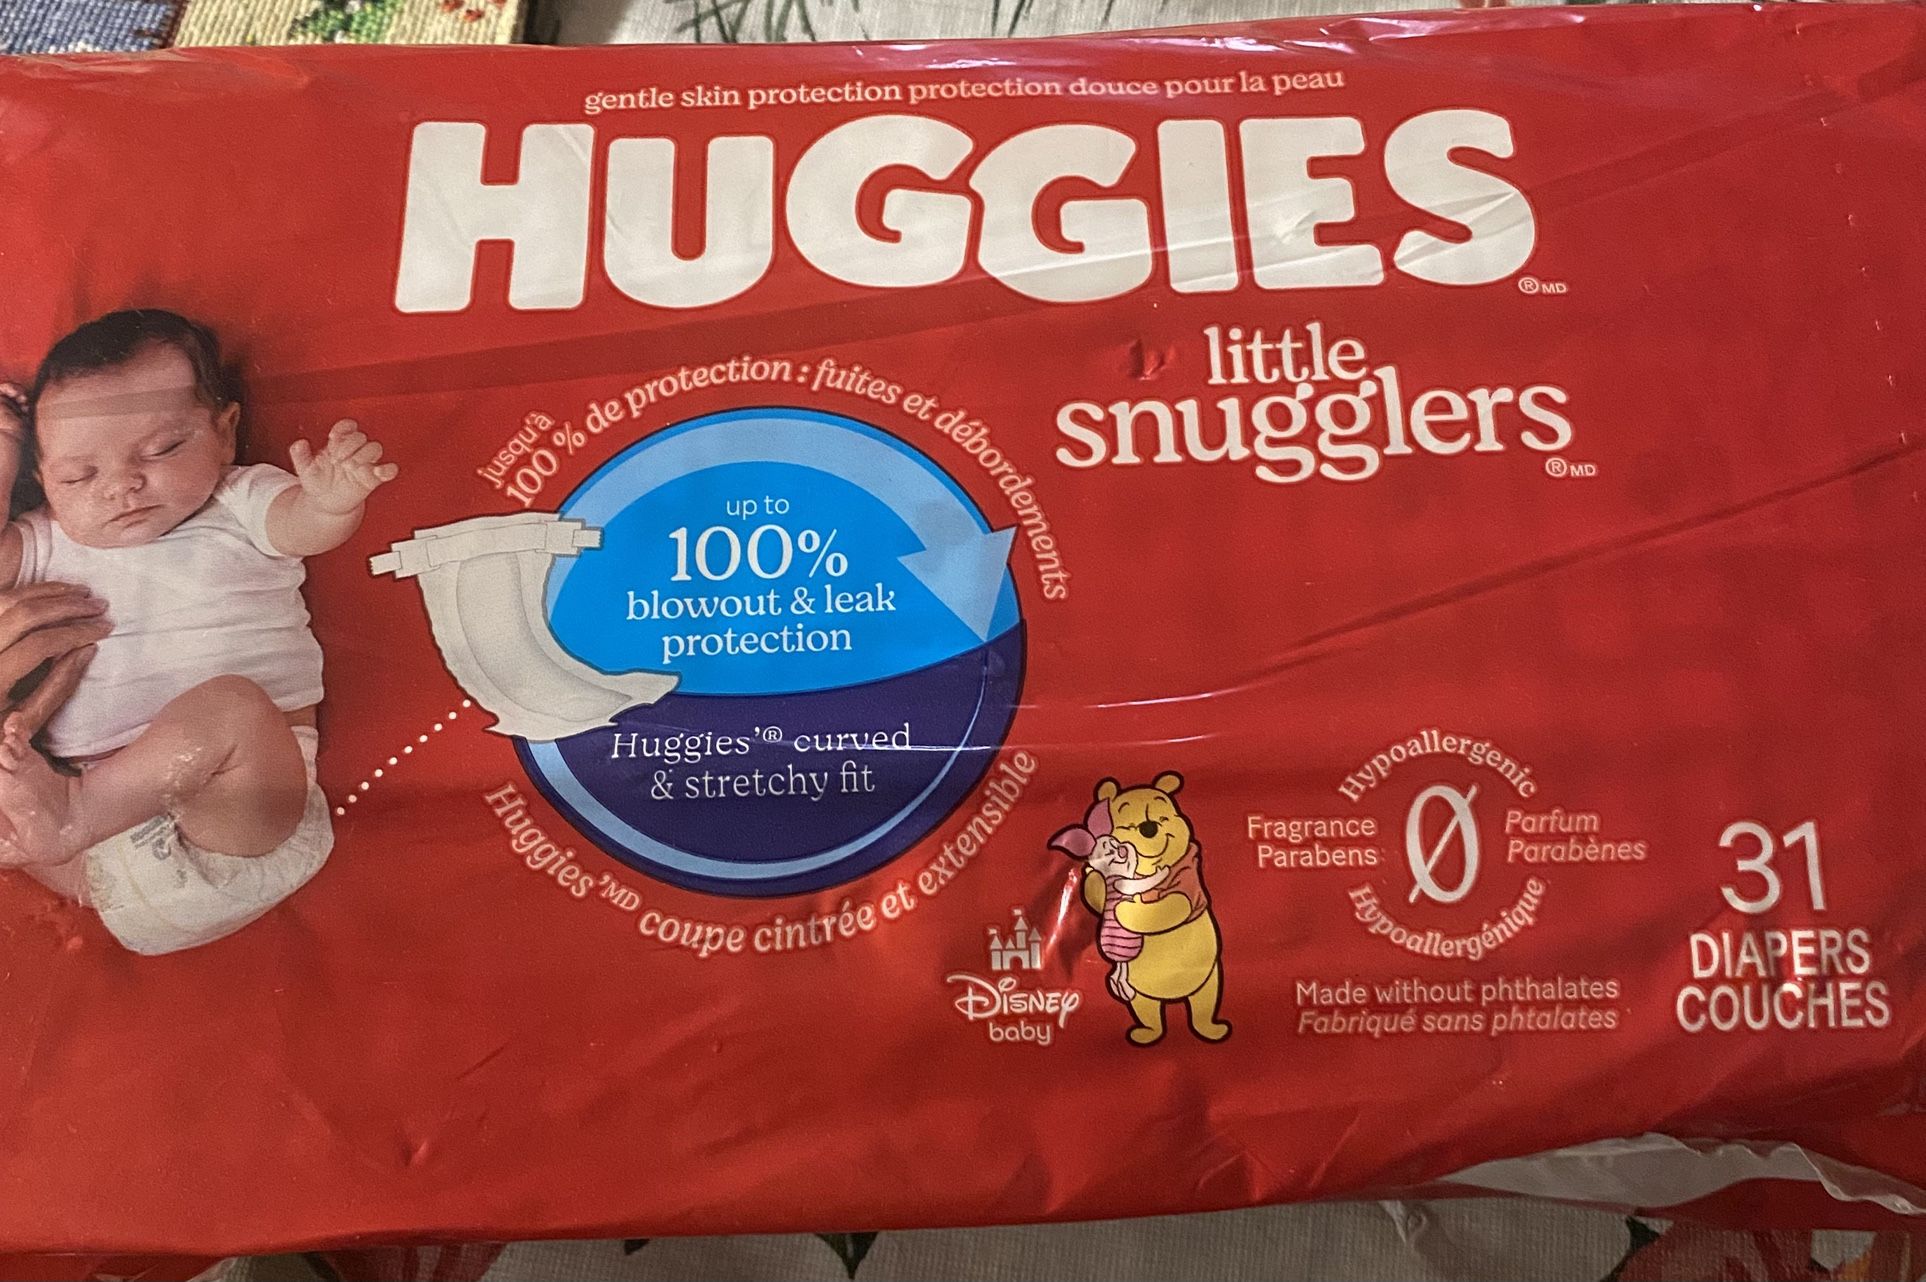 gentle skin protection protection douce pour la peau
HUGGIES
®MD
little
snugglers
®MD
jusqu'à
100 % de protection : fuites et débordements
up to
100%
blowout & leak
protection
Huggies'® curved
& stretchy fit
Huggies'MD coupe cintrée et extensible
Disney
baby
Hypoallergenic
Fragrance
Parabens
0
Parfum
Parabènes
Hypoallergénique
Made without phthalates
Fabriqué sans phtalates
31
DIAPERS
COUCHES